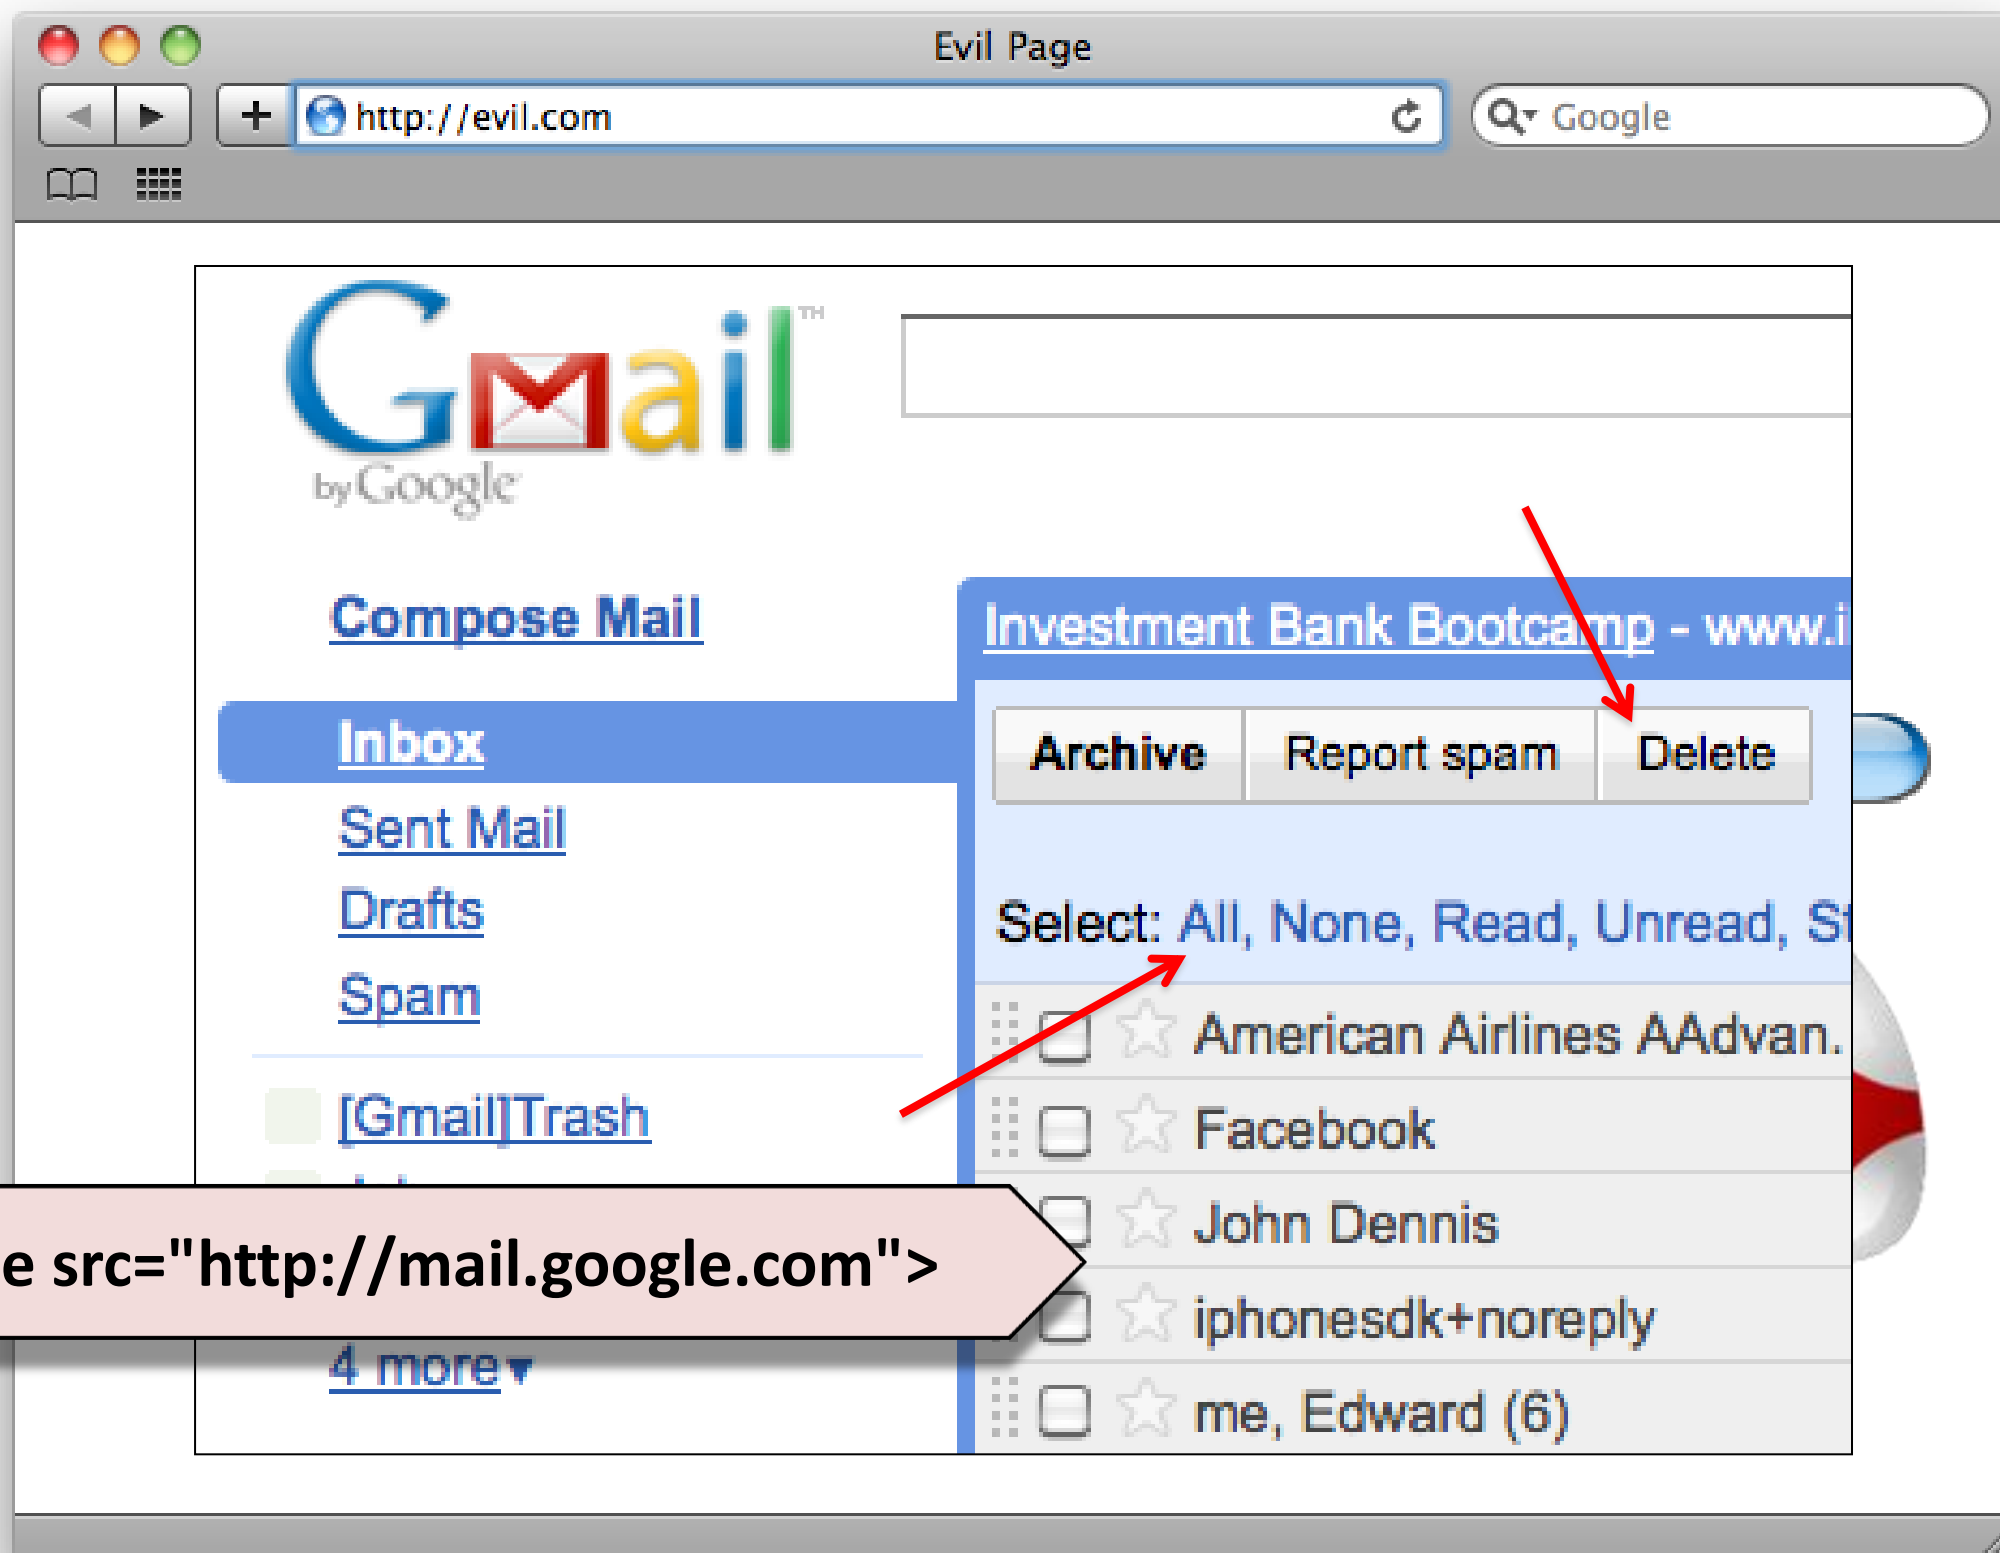 Evil Page
http://evil.com
Google
Gmail™
by Google
Compose Mail
Investment Bank Bootcamp - www.i
Inbox
Archive
Report spam
Delete
Sent Mail
Drafts
Select: All, None, Read, Unread, St
Spam
American Airlines AAdvan.
[Gmail]Trash
Facebook
John Dennis
e src="http://mail.google.com">
iphonesdk+noreply
4 more▾
me, Edward (6)